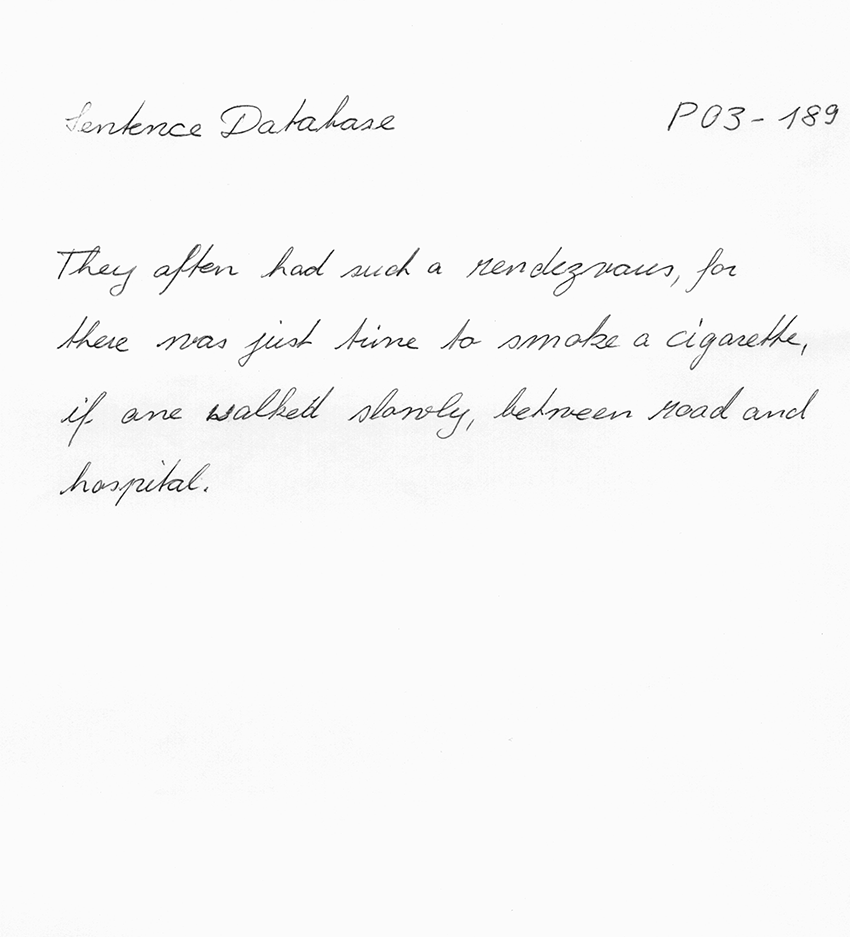 Sentence Database P03-189
They often had such a rendezvous, for
there was just time to smoke a cigarette,
if one walked slowly, between road and
hospital.